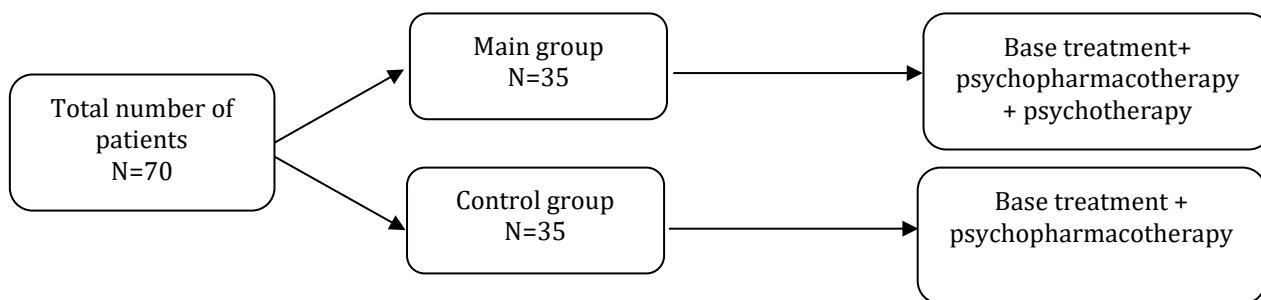 Total number of
patients
N=70
Main group
N=35
Base treatment+
psychopharmacotherapy
+ psychotherapy
Control group
N=35
Base treatment +
psychopharmacotherapy